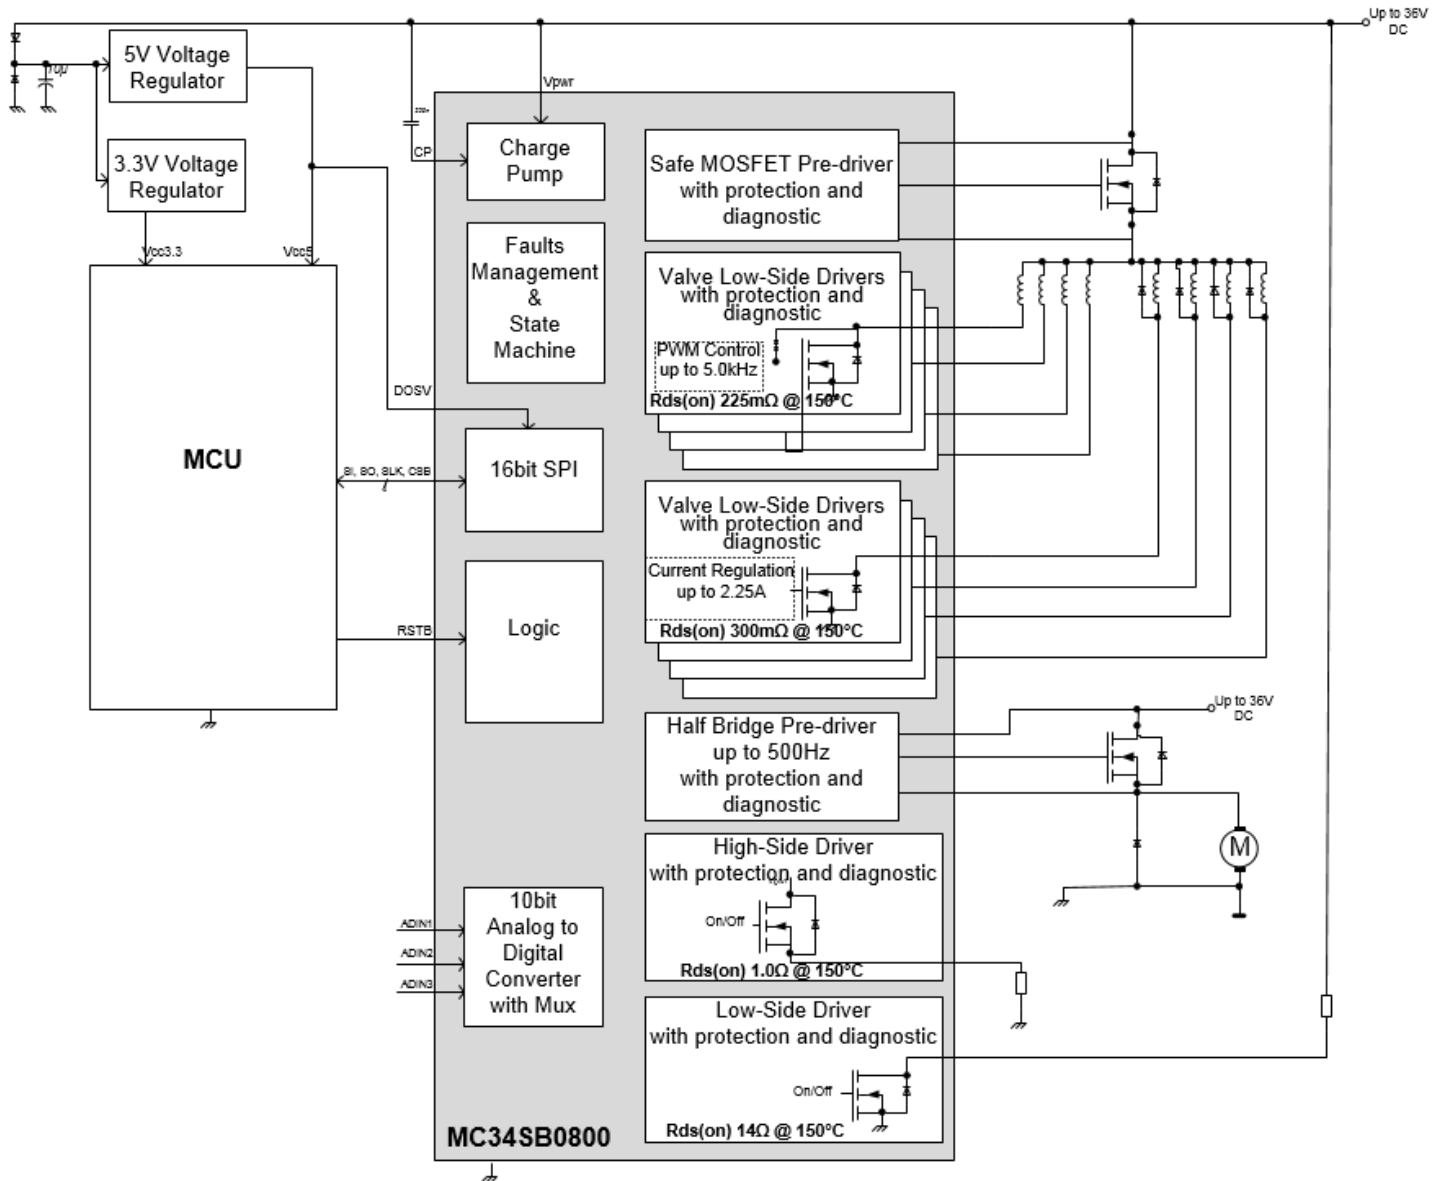 Up to 36V
DC
5V Voltage
Regulator
10µ
3.3V Voltage
Regulator
Vpwr
CP
Charge
Pump
Safe MOSFET Pre-driver
with protection and
diagnostic
Vcc3.3
Vcc5
Faults
Management
&
State
Machine
Valve Low-Side Drivers
with protection and
diagnostic
PWM Control
up to 5.0kHz
Rds(on) 225mΩ @ 150°C
DOSV
MCU
SI, SO, SLK, CSB
16bit SPI
Valve Low-Side Drivers
with protection and
diagnostic
Current Regulation
up to 2.25A
Rds(on) 300mΩ @ 150°C
RSTB
Logic
Half Bridge Pre-driver
up to 500Hz
with protection and
diagnostic
Up to 36V
DC
M
High-Side Driver
with protection and diagnostic
On/Off
Rds(on) 1.0Ω @ 150°C
ADIN1
ADIN2
ADIN3
10bit
Analog to
Digital
Converter
with Mux
Low-Side Driver
with protection and diagnostic
On/Off
Rds(on) 14Ω @ 150°C
MC34SB0800